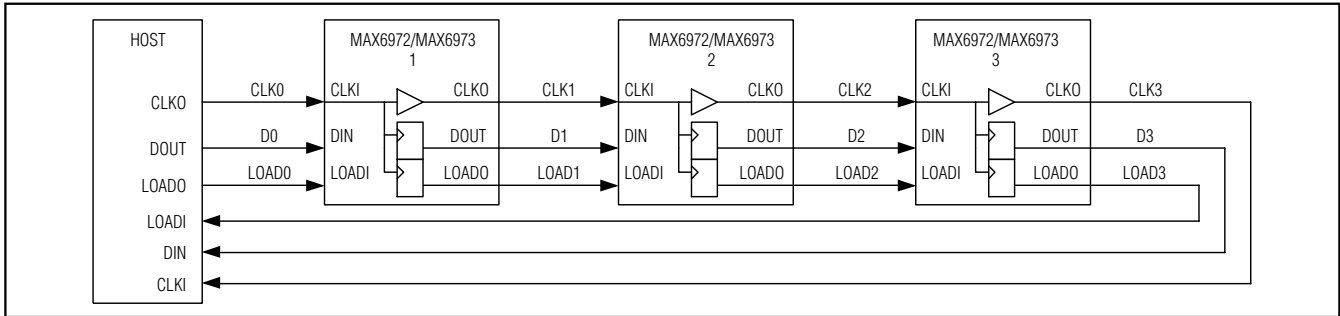 HOST
MAX6972/MAX6973
1
MAX6972/MAX6973
2
MAX6972/MAX6973
3
CLKO CLK0 CLKI CLKO CLK1 CLKI CLKO CLK2 CLKI CLKO CLK3
DOUT D0 DIN DOUT D1 DIN DOUT D2 DIN DOUT D3
LOADO LOAD0 LOADI LOADO LOAD1 LOADI LOADO LOAD2 LOADI LOADO LOAD3
LOADI
DIN
CLKI